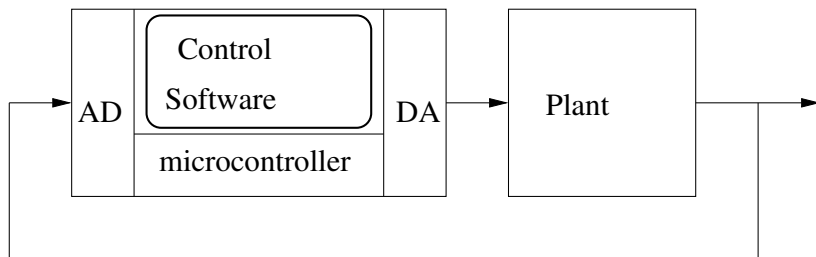 Control
Software
AD
DA
Plant
microcontroller